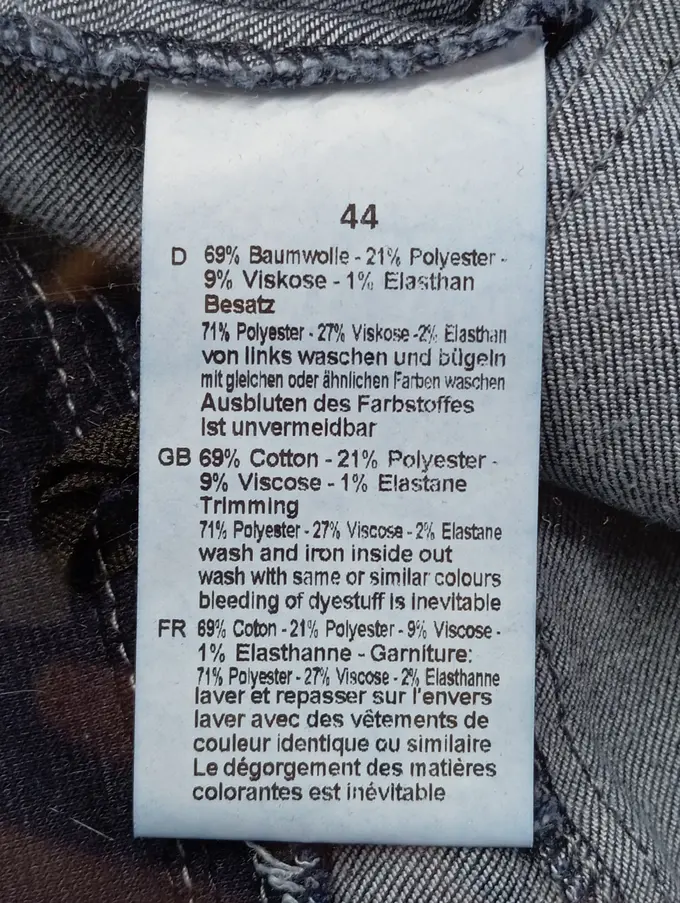 44
D 69% Baumwolle - 21% Polyester -
9% Viskose - 1% Elasthan
Besatz
71% Polyester - 27% Viskose -2% Elasthan
von links waschen und bügeln
mit gleichen oder ähnlichen Farben waschen
Ausbluten des Farbstoffes
ist unvermeidbar
GB 69% Cotton - 21% Polyester -
9% Viscose - 1% Elastane
Trimming
71% Polyester - 27% Viscose - 2% Elastane
wash and iron inside out
wash with same or similar colours
bleeding of dyestuff is inevitable
FR 69% Coton - 21% Polyester - 9% Viscose -
1% Elasthanne - Garniture:
71% Polyester - 27% Viscose - 2% Elasthanne
laver et repasser sur l'envers
laver avec des vêtements de
couleur identique ou similaire
Le dégorgement des matières
colorantes est inévitable